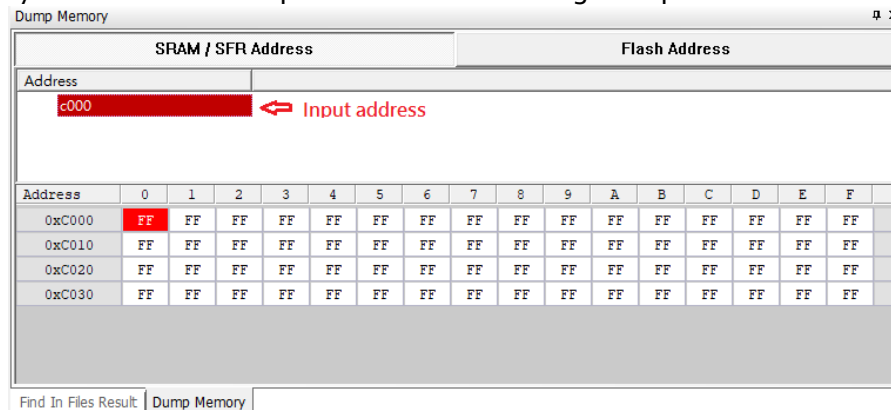 Dump Memory
SRAM / SFR Address Flash Address
Address
c000 Input address
Address 0 1 2 3 4 5 6 7 8 9 A B C D E F
0xC000 FF FF FF FF FF FF FF FF FF FF FF FF FF FF FF FF
0xC010 FF FF FF FF FF FF FF FF FF FF FF FF FF FF FF FF
0xC020 FF FF FF FF FF FF FF FF FF FF FF FF FF FF FF FF
0xC030 FF FF FF FF FF FF FF FF FF FF FF FF FF FF FF FF
Find In Files Result Dump Memory